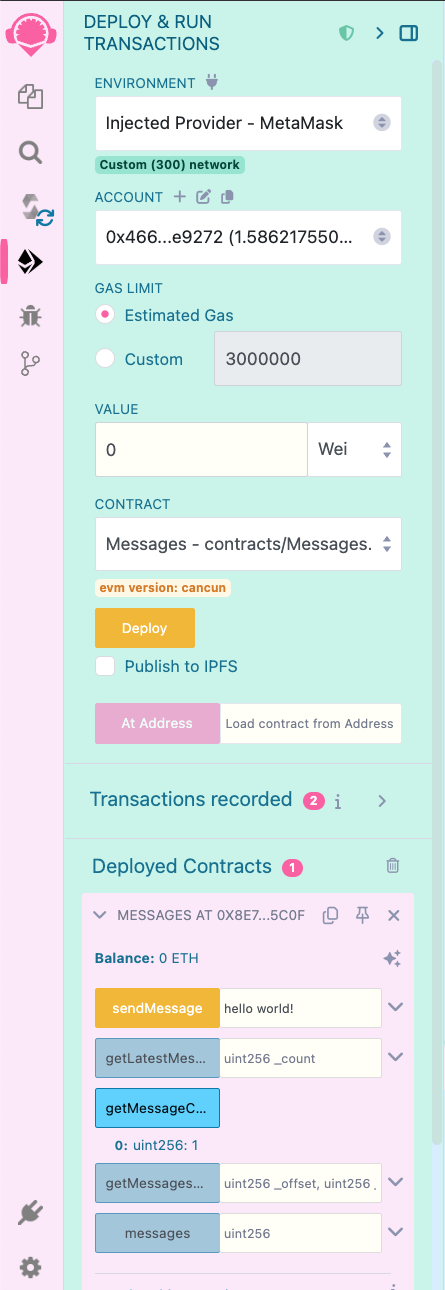 DEPLOY & RUN
TRANSACTIONS
ENVIRONMENT
Injected Provider - MetaMask
Custom (300) network
ACCOUNT
0x466...e9272 (1.586217550...
GAS LIMIT
Estimated Gas
Custom 3000000
VALUE
0 Wei
CONTRACT
Messages - contracts/Messages.
evm version: cancun
Deploy
Publish to IPFS
At Address Load contract from Address
Transactions recorded 2 i
Deployed Contracts 1
MESSAGES AT 0X8E7...5C0F
Balance: 0 ETH
sendMessage hello world!
getLatestMes... uint256 _count
getMessageC...
0: uint256: 1
getMessages... uint256 _offset, uint256
messages uint256